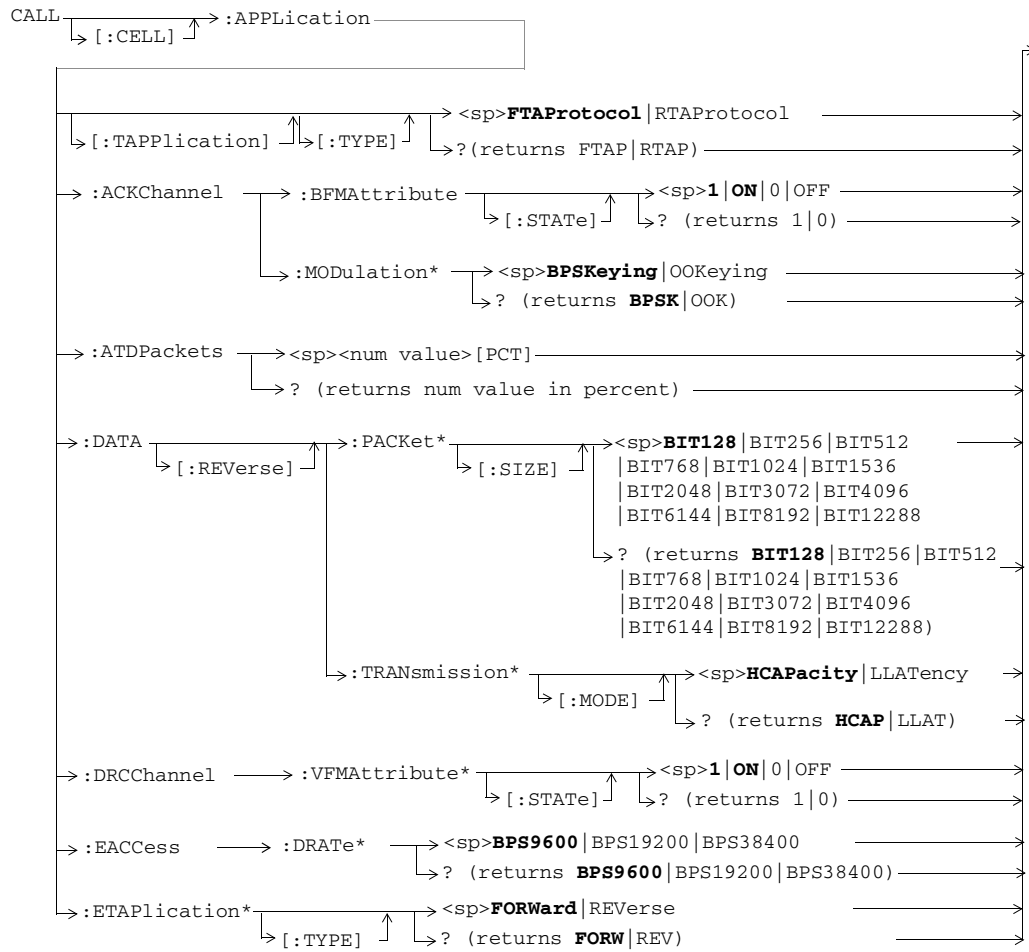 CALL :APPLication
[:CELL]
<sp>FTAProtocol|RTAProtocol
[:TAPPlication] [:TYPE] ?(returns FTAP|RTAP)
:ACKChannel :BFMAttribute <sp>1|ON|0|OFF
[:STATe] ? (returns 1|0)
:MODulation* <sp>BPSKeying|OOKeying
? (returns BPSK|OOK)
:ATDPackets <sp><num value>[PCT]
? (returns num value in percent)
:DATA :PACKet* <sp>BIT128|BIT256|BIT512
[:REVerse] [:SIZE] |BIT768|BIT1024|BIT1536
|BIT2048|BIT3072|BIT4096
|BIT6144|BIT8192|BIT12288
? (returns BIT128|BIT256|BIT512
|BIT768|BIT1024|BIT1536
|BIT2048|BIT3072|BIT4096
|BIT6144|BIT8192|BIT12288)
:TRANsmission* <sp>HCAPacity|LLATency
[:MODE] ? (returns HCAP|LLAT)
:DRCChannel :VFMAttribute* <sp>1|ON|0|OFF
[:STATe] ? (returns 1|0)
:EACCess :DRATe* <sp>BPS9600|BPS19200|BPS38400
? (returns BPS9600|BPS19200|BPS38400)
:ETAPlication* <sp>FORWard|REVerse
[:TYPE] ? (returns FORW|REV)